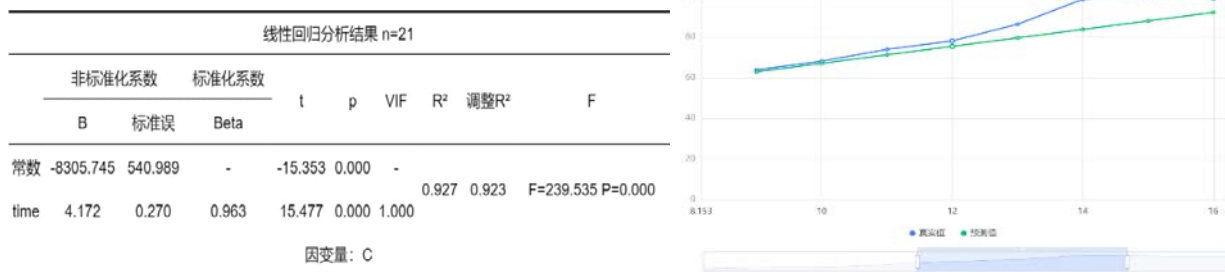 线性回归分析结果 n=21
非标准化系数 标准化系数 t p VIF R² 调整R² F
B 标准误 Beta
常数 -8305.745 540.989 - -15.353 0.000 -
0.927 0.923 F=239.535 P=0.000
time 4.172 0.270 0.963 15.477 0.000 1.000
因变量：C
60
40
20
0
8.153 10 12 14 16
真实值 预测值